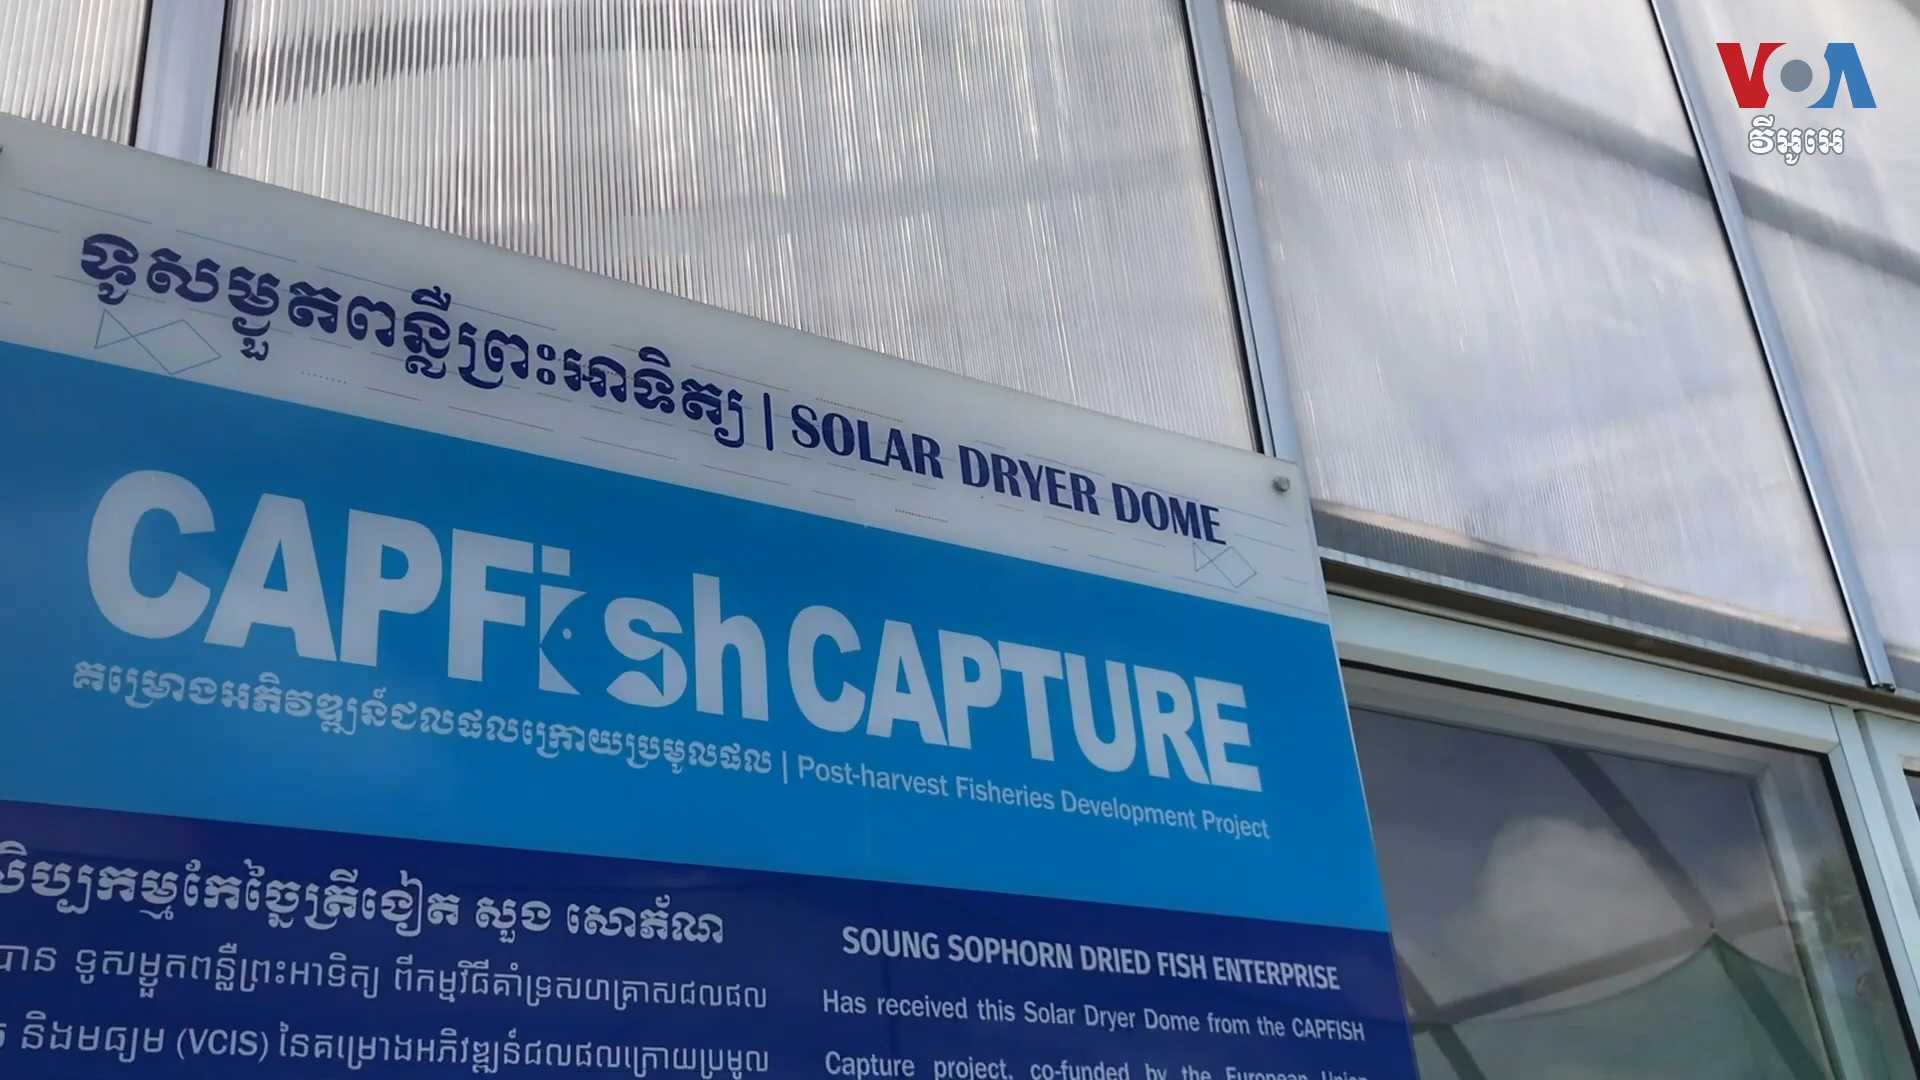 VOA
វីអូអេ
ទូសម្ងួតពន្លឺព្រះអាទិត្យ | SOLAR DRYER DOME
CAPFish CAPTURE
គម្រោងអភិវឌ្ឍន៍ជលផលក្រោយប្រមូលផល | Post-harvest Fisheries Development Project
សិប្បកម្មកែច្នៃត្រីងៀត សួង សោភ័ណ
បាន ទូសម្ងួតពន្លឺព្រះអាទិត្យ ពីកម្មវិធីគាំទ្រសហគ្រាសជលផល
និងមធ្យម (VCIS) នៃគម្រោងអភិវឌ្ឍន៍ជលផលក្រោយប្រមូល
SOUNG SOPHORN DRIED FISH ENTERPRISE
Has received this Solar Dryer Dome from the CAPFISH
Capture project, co-funded by the European Union